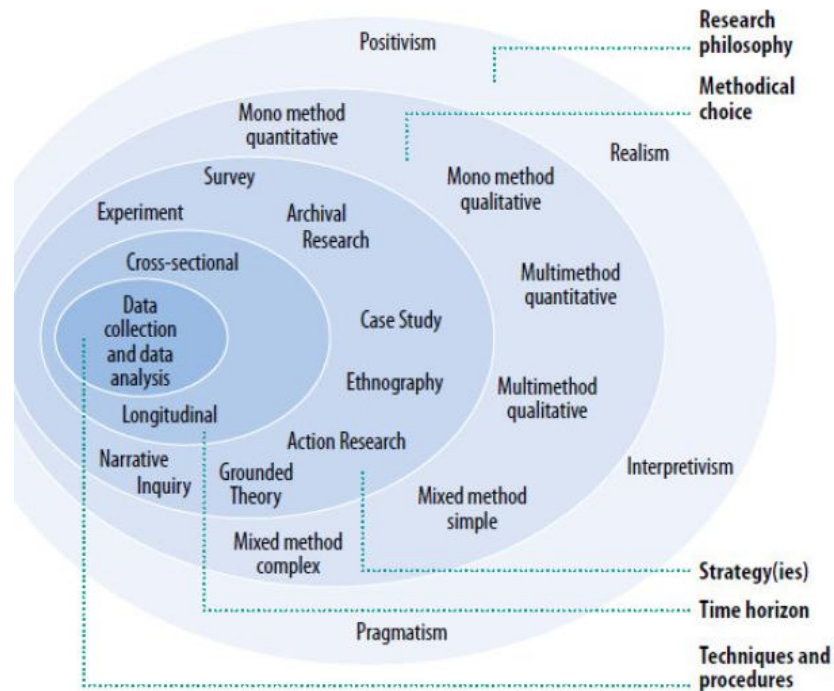 Positivism
Research
philosophy
Methodical
choice
Mono method
quantitative
Realism
Survey
Mono method
qualitative
Experiment
Archival
Research
Cross-sectional
Multimethod
quantitative
Data
collection
and data
analysis
Case Study
Ethnography
Multimethod
qualitative
Longitudinal
Action Research
Narrative
Inquiry
Grounded
Theory
Interpretivism
Mixed method
simple
Mixed method
complex
Strategy(ies)
Time horizon
Pragmatism
Techniques and
procedures